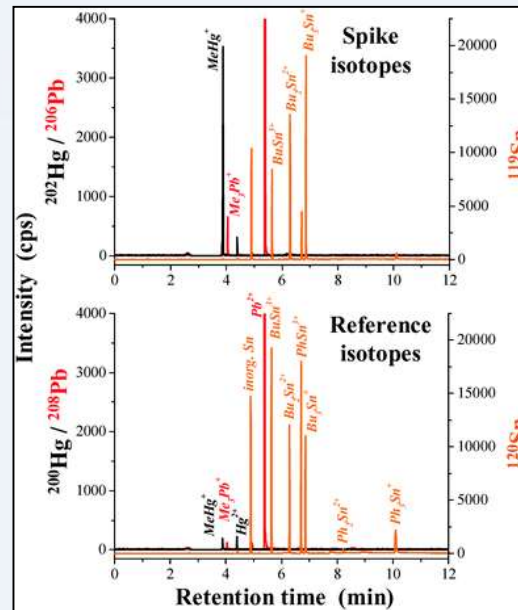 Spike
isotopes
4000
3000
2000
1000
0
20000
15000
10000
5000
0
MeHg⁺
Me₃Pb⁺
BuSn³⁺
Bu₂Sn²⁺
Bu₃Sn⁺
²⁰²Hg / ²⁰⁶Pb
¹¹⁹Sn
0 2 4 6 8 10 12
Intensity (cps)
Reference
isotopes
4000
3000
2000
1000
0
20000
15000
10000
5000
0
MeHg⁺
Me₃Pb⁺
Hg²⁺
inorg. Sn
Pb²⁺
BuSn³⁺
Bu₂Sn²⁺
PhSn³⁺
Bu₃Sn⁺
Ph₂Sn²⁺
Ph₃Sn⁺
²⁰⁰Hg / ²⁰⁸Pb
¹²⁰Sn
0 2 4 6 8 10 12
Retention time (min)